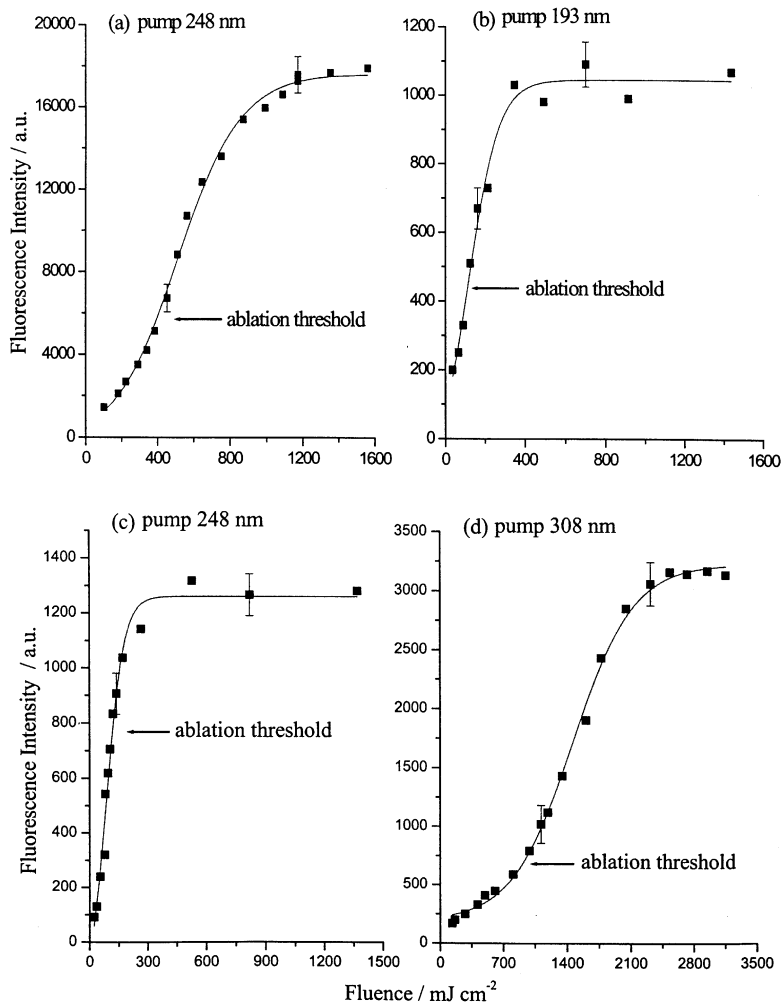 (a) pump 248 nm
20000
16000
12000
8000
4000
0
0 400 800 1200 1600
Fluorescence Intensity / a.u.
ablation threshold
(b) pump 193 nm
1200
1000
800
600
400
200
0
0 400 800 1200 1600
ablation threshold
(c) pump 248 nm
1400
1200
1000
800
600
400
200
0
0 300 600 900 1200 1500
Fluorescence Intensity / a.u.
ablation threshold
(d) pump 308 nm
3500
3000
2500
2000
1500
1000
500
0
0 700 1400 2100 2800 3500
ablation threshold
Fluence / mJ cm⁻²